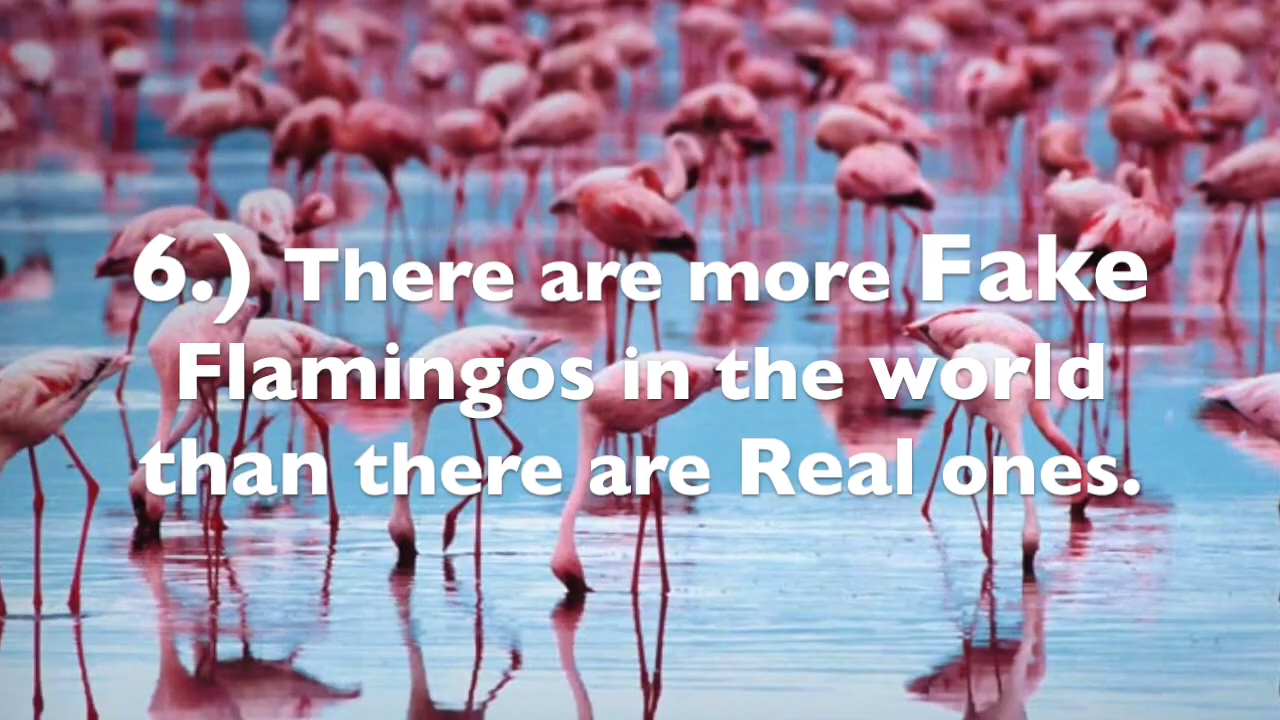 6.) There are more Fake
Flamingos in the world
than there are Real ones.